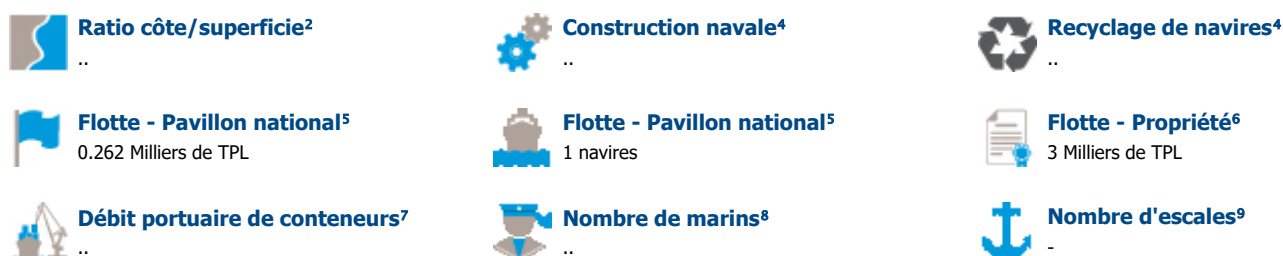 Ratio côte/superficie²
..
Construction navale⁴
..
Recyclage de navires⁴
..
Flotte - Pavillon national⁵
0.262 Milliers de TPL
Flotte - Pavillon national⁵
1 navires
Flotte - Propriété⁶
3 Milliers de TPL
Débit portuaire de conteneurs⁷
..
Nombre de marins⁸
..
Nombre d'escales⁹
-